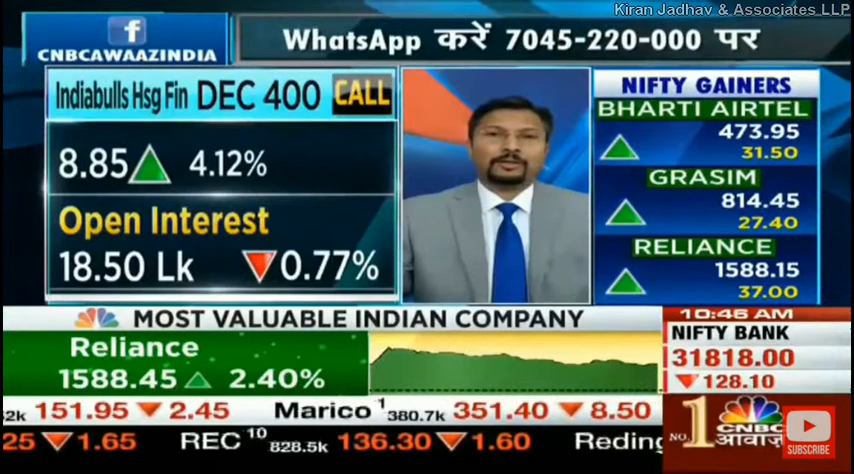 Kiran Jadhav & Associates LLP
f
CNBCAWAAZINDIA
WhatsApp करें 7045-220-000 पर
Indiabulls Hsg Fin DEC 400 CALL
8.85 4.12%
Open Interest
18.50 Lk 0.77%
NIFTY GAINERS
BHARTI AIRTEL
473.95
31.50
GRASIM
814.45
27.40
RELIANCE
1588.15
37.00
MOST VALUABLE INDIAN COMPANY
Reliance
1588.45 2.40%
10:46 AM
NIFTY BANK
31818.00
128.10
2k 151.95 2.45 Marico 1 380.7k 351.40 8.50
25 1.65 REC 10 828.5k 136.30 1.60 Reding
NO. 1 CNBC
आवाज़
SUBSCRIBE